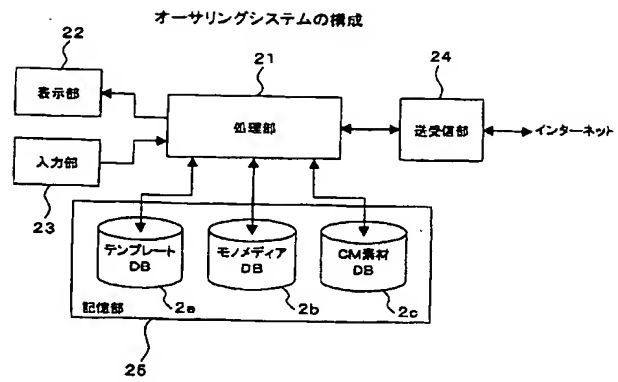 オーサリングシステムの構成
22
21
24
表示部
処理部
送受信部
インターネット
入力部
23
テンプレート
DB
モノメディア
DB
CM素材
DB
記憶部
2a
2b
2c
25